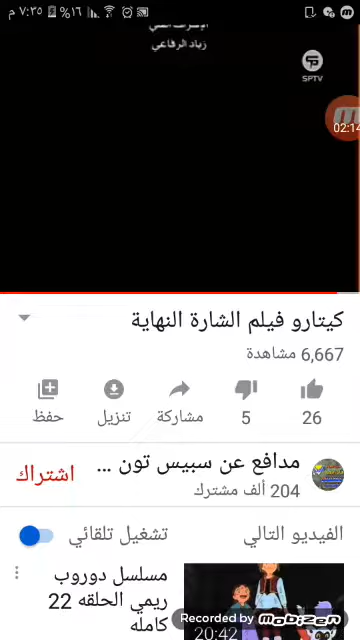 ٧:٣٥ م
١٦%
الإشراف الفني
زياد الرفاعي
SPTV
02:14
كيتارو فيلم الشارة النهاية
6,667 مشاهدة
26
5
مشاركة
تنزيل
حفظ
مدافع عن سبيس تون ...
204 ألف مشترك
اشتراك
الفيديو التالي
تشغيل تلقائي
مسلسل دوروب
ريمي الحلقه 22
كامله
20:42
Recorded by mobizen